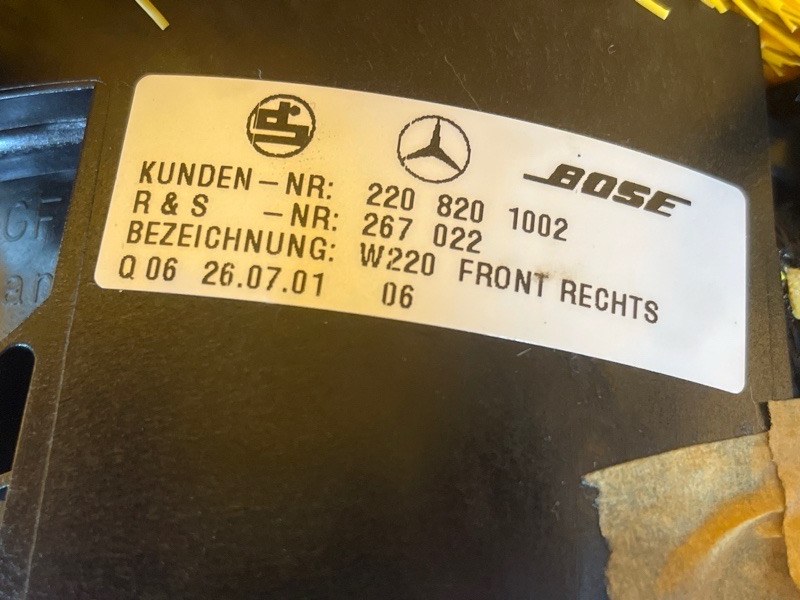 BOSE
KUNDEN-NR: 220 820 1002
R & S -NR: 267 022
BEZEICHNUNG: W220 FRONT RECHTS
Q 06 26.07.01 06